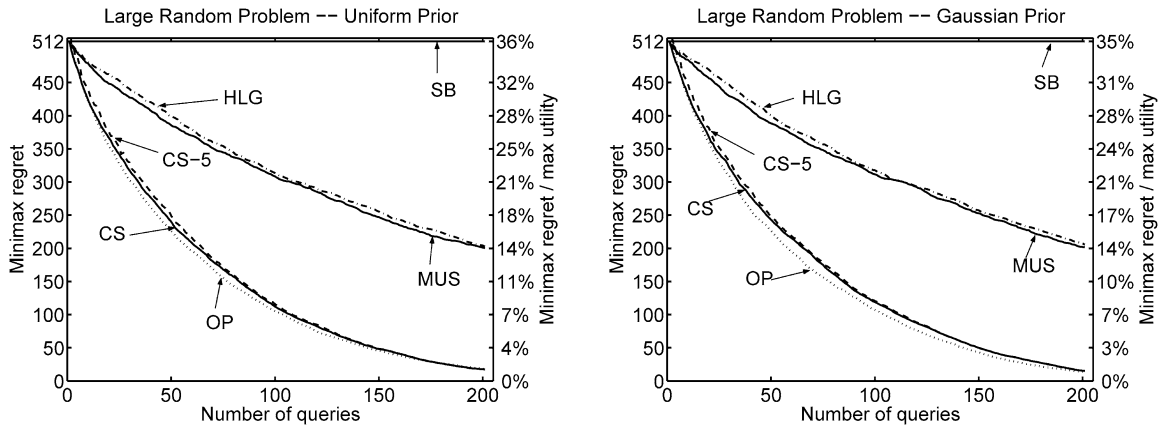 Large Random Problem -- Uniform Prior
512
450
400
350
300
250
200
150
100
50
0
Minimax regret
36%
32%
28%
25%
21%
18%
14%
11%
7%
4%
0%
Minimax regret / max utility
SB
HLG
CS-5
CS
MUS
OP
0
50
100
150
200
Number of queries
Large Random Problem -- Gaussian Prior
512
450
400
350
300
250
200
150
100
50
0
Minimax regret
35%
31%
28%
24%
21%
17%
14%
10%
7%
3%
0%
Minimax regret / max utility
SB
HLG
CS-5
CS
MUS
OP
0
50
100
150
200
Number of queries